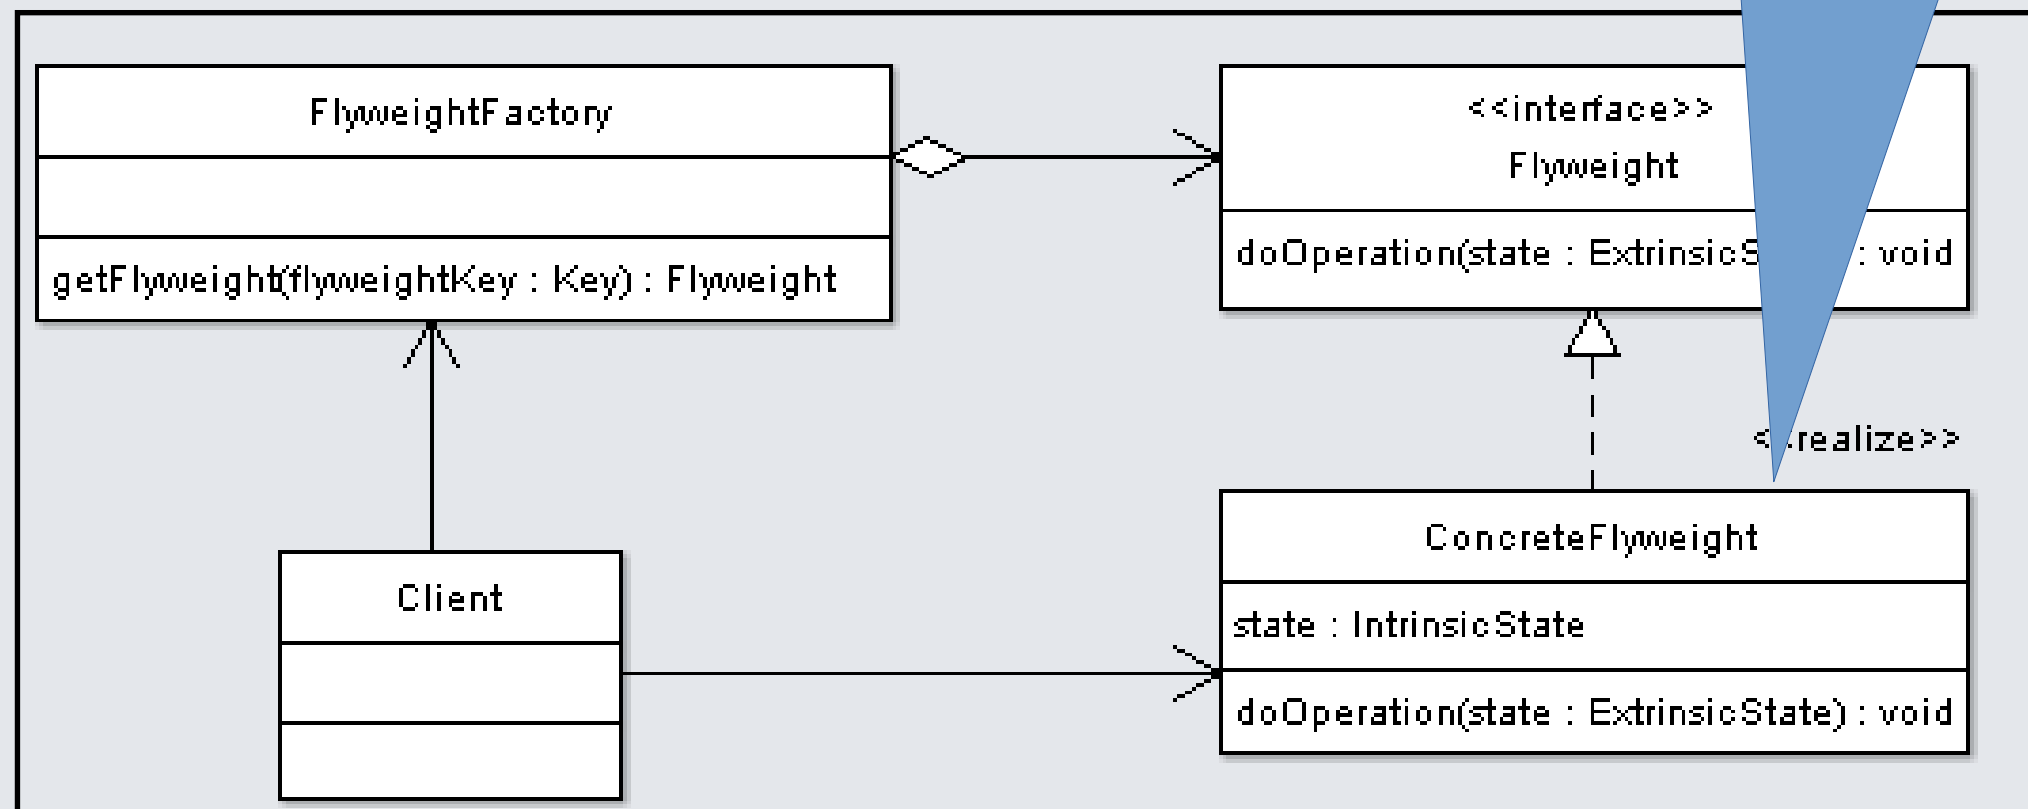 FlyweightFactory
getFlyweight(flyweightKey : Key) : Flyweight
<<interface>>
Flyweight
doOperation(state : : void
realize>>
Client
ConcreteFlyweight
state : IntrinsicState
doOperation(state : ExtrinsicState) : void